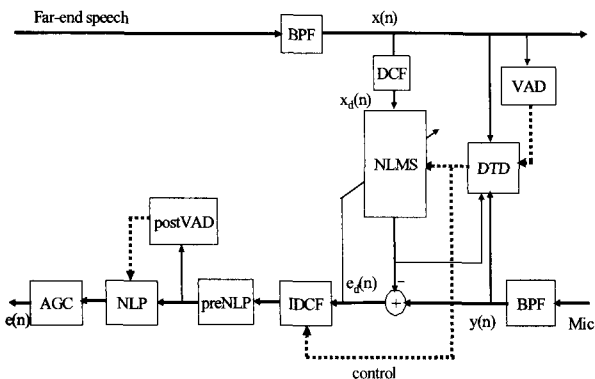 Far-end speech
BPF
x(n)
DCF
VAD
x_d(n)
NLMS
DTD
postVAD
e_d(n)
−
AGC
NLP
preNLP
IDCF
+
BPF
e(n)
y(n)
Mic
control